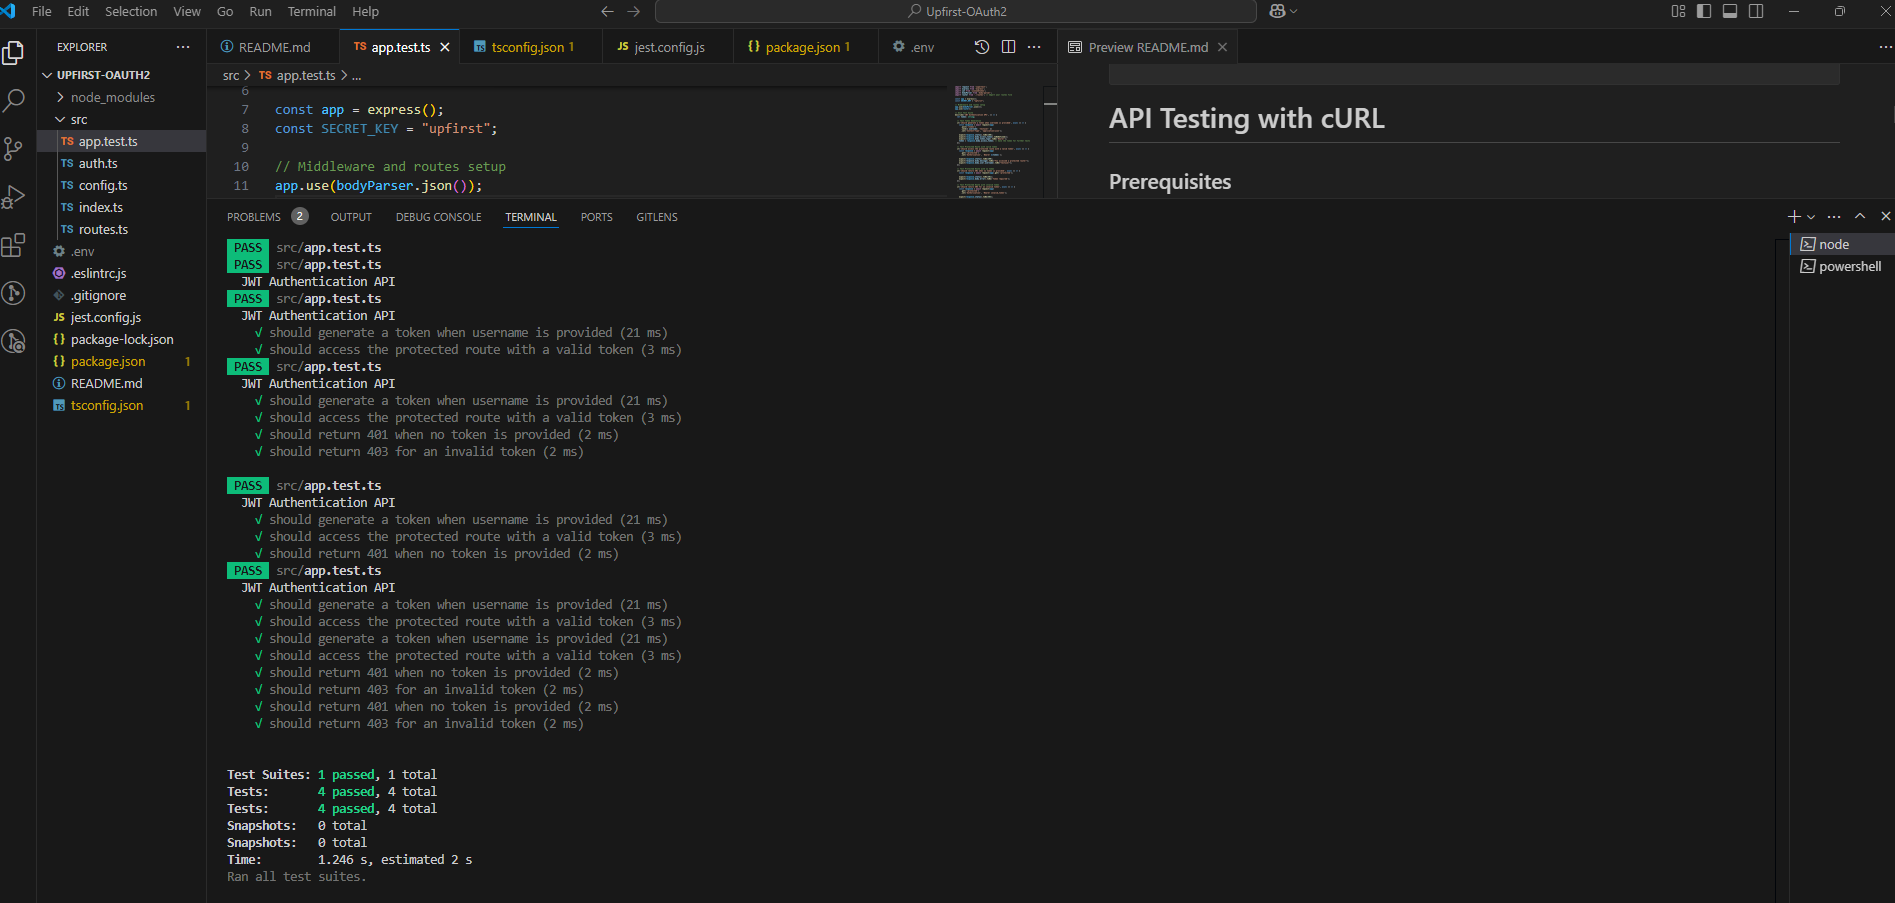 File Edit Selection View Go Run Terminal Help
Upfirst-OAuth2
EXPLORER
UPFIRST-OAUTH2
node_modules
src
TS app.test.ts
TS auth.ts
TS config.ts
TS index.ts
TS routes.ts
.env
.eslintrc.js
.gitignore
JS jest.config.js
{} package-lock.json
{} package.json 1
README.md
TS tsconfig.json 1
README.md
TS app.test.ts
TS tsconfig.json 1
JS jest.config.js
{} package.json 1
.env
src > TS app.test.ts > ...
6
7 const app = express();
8 const SECRET_KEY = "upfirst";
9
10 // Middleware and routes setup
11 app.use(bodyParser.json());
Preview README.md
API Testing with cURL
Prerequisites
PROBLEMS 2 OUTPUT DEBUG CONSOLE TERMINAL PORTS GITLENS
PASS src/app.test.ts
PASS src/app.test.ts
JWT Authentication API
PASS src/app.test.ts
JWT Authentication API
√ should generate a token when username is provided (21 ms)
√ should access the protected route with a valid token (3 ms)
PASS src/app.test.ts
JWT Authentication API
√ should generate a token when username is provided (21 ms)
√ should access the protected route with a valid token (3 ms)
√ should return 401 when no token is provided (2 ms)
√ should return 403 for an invalid token (2 ms)
PASS src/app.test.ts
JWT Authentication API
√ should generate a token when username is provided (21 ms)
√ should access the protected route with a valid token (3 ms)
√ should return 401 when no token is provided (2 ms)
PASS src/app.test.ts
JWT Authentication API
√ should generate a token when username is provided (21 ms)
√ should access the protected route with a valid token (3 ms)
√ should generate a token when username is provided (21 ms)
√ should access the protected route with a valid token (3 ms)
√ should return 401 when no token is provided (2 ms)
√ should return 403 for an invalid token (2 ms)
√ should return 401 when no token is provided (2 ms)
√ should return 403 for an invalid token (2 ms)
Test Suites: 1 passed, 1 total
Tests: 4 passed, 4 total
Tests: 4 passed, 4 total
Snapshots: 0 total
Snapshots: 0 total
Time: 1.246 s, estimated 2 s
Ran all test suites.
node
powershell